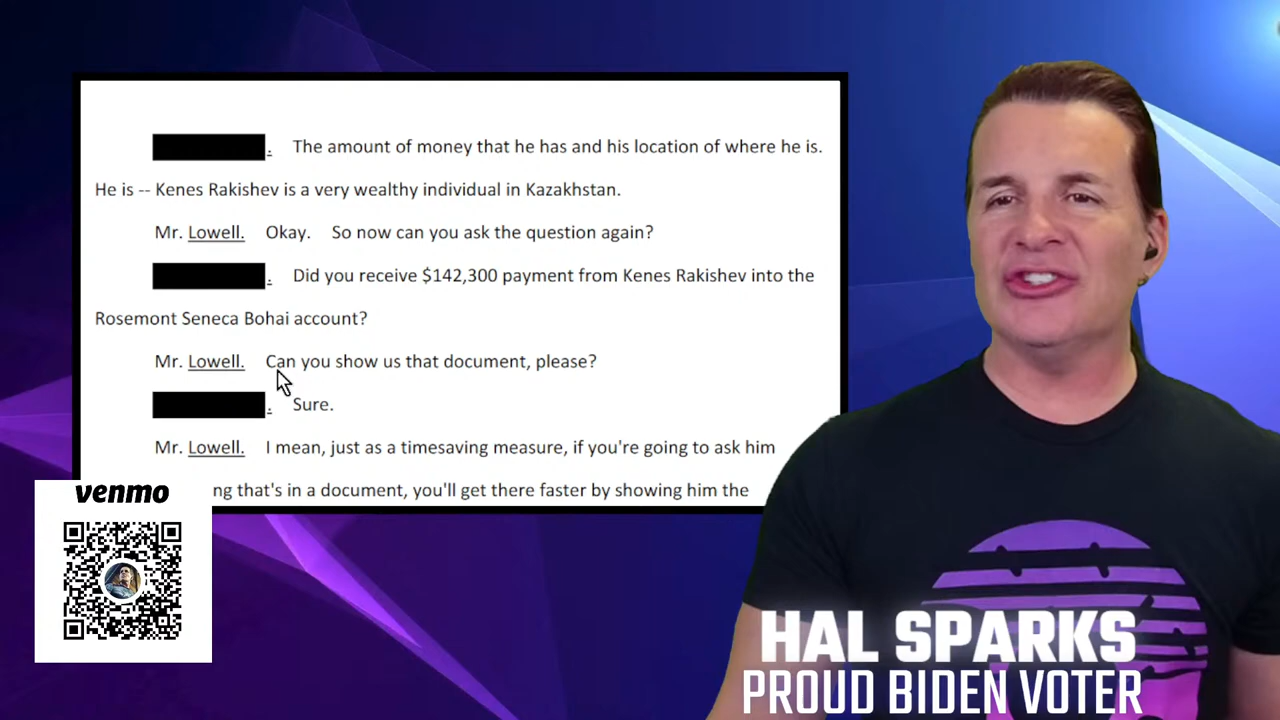 . The amount of money that he has and his location of where he is.
He is -- Kenes Rakishev is a very wealthy individual in Kazakhstan.
Mr. Lowell. Okay. So now can you ask the question again?
. Did you receive $142,300 payment from Kenes Rakishev into the
Rosemont Seneca Bohai account?
Mr. Lowell. Can you show us that document, please?
. Sure.
Mr. Lowell. I mean, just as a timesaving measure, if you're going to ask him
ng that's in a document, you'll get there faster by showing him the
venmo
HAL SPARKS
PROUD BIDEN VOTER